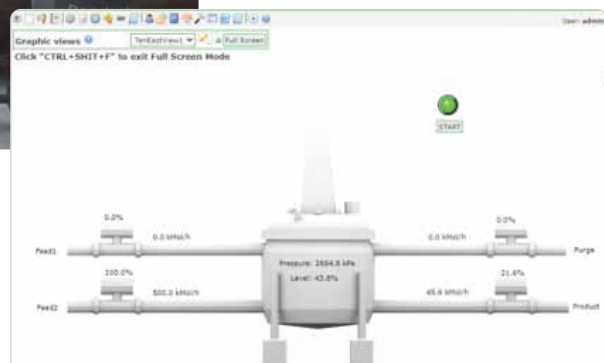 User: admin
Graphic views TenEastView1 Full Screen
Click "CTRL+SHIT+F" to exit Full Screen Mode
START
0.0% 0.0%
Feed1 0.0 kMol/h 0.0 kMol/h Purge
Pressure: 2664.8 kPa
100.0% Level: 43.8% 21.6%
Feed2 500.0 kMol/h 45.6 kMol/h Product